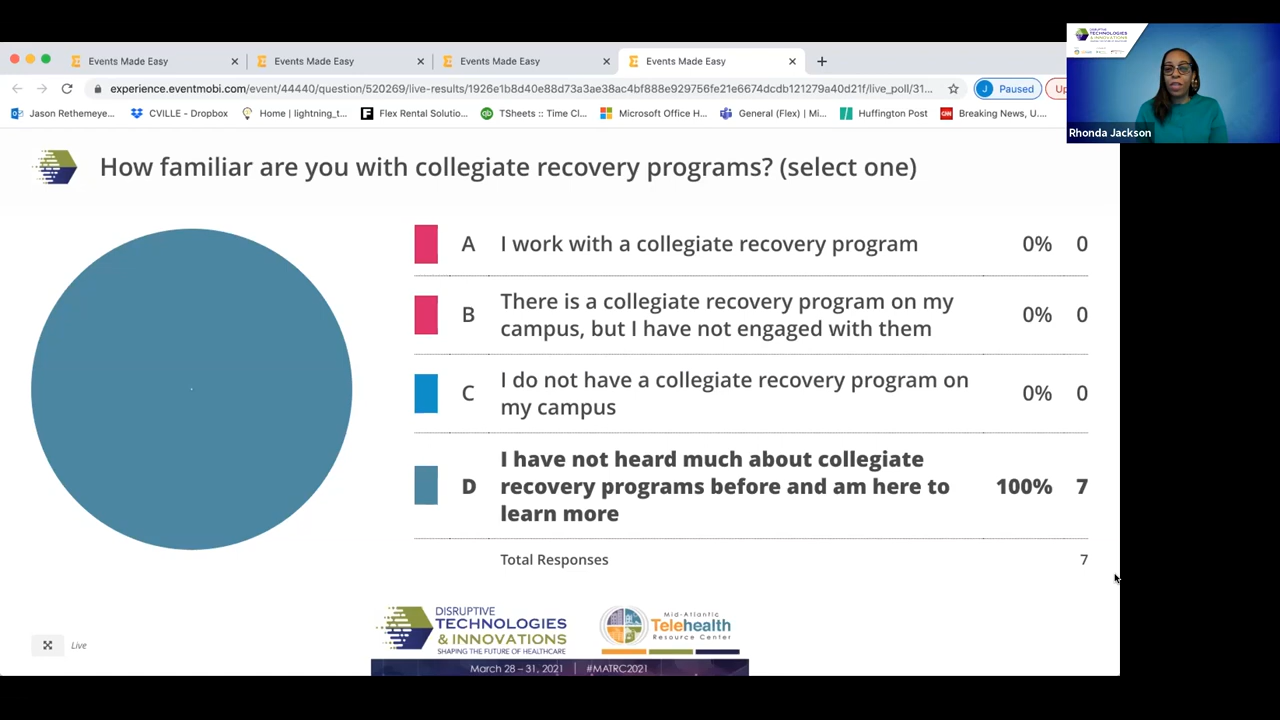 Events Made Easy
Events Made Easy
Events Made Easy
Events Made Easy
experience.eventmobi.com/event/44440/question/520269/live-results/1926e1b8d40e88d73a3ae38ac4bf888e929756fe21e6674dcdb121279a40d21f/live_poll/31...
J Paused
Up
Jason Rethemeye...
CVILLE - Dropbox
Home | lightning_t...
Flex Rental Solutio...
TSheets :: Time Cl...
Microsoft Office H...
General (Flex) | Mi...
Huffington Post
CNN
Breaking News, U...
DISRUPTIVE
TECHNOLOGIES
& INNOVATIONS
Rhonda Jackson
How familiar are you with collegiate recovery programs? (select one)
A I work with a collegiate recovery program 0% 0
B There is a collegiate recovery program on my
campus, but I have not engaged with them 0% 0
C I do not have a collegiate recovery program on
my campus 0% 0
D I have not heard much about collegiate
recovery programs before and am here to 100% 7
learn more
Total Responses 7
Live
DISRUPTIVE
TECHNOLOGIES
& INNOVATIONS
SHAPING THE FUTURE OF HEALTHCARE
Mid-Atlantic
Telehealth
Resource Center
March 28 – 31, 2021 | #MATRC2021